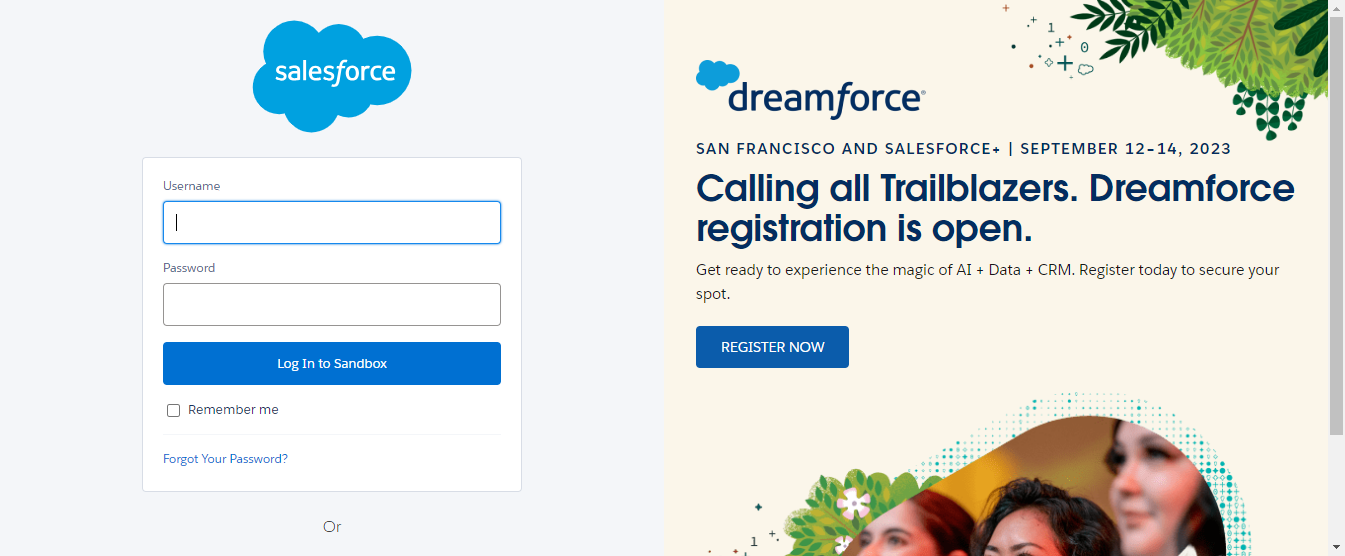 salesforce
Username
Password
Log In to Sandbox
Remember me
Forgot Your Password?
Or
1
0
dreamforce®
SAN FRANCISCO AND SALESFORCE+ | SEPTEMBER 12–14, 2023
Calling all Trailblazers. Dreamforce
registration is open.
Get ready to experience the magic of AI + Data + CRM. Register today to secure your
spot.
REGISTER NOW
1